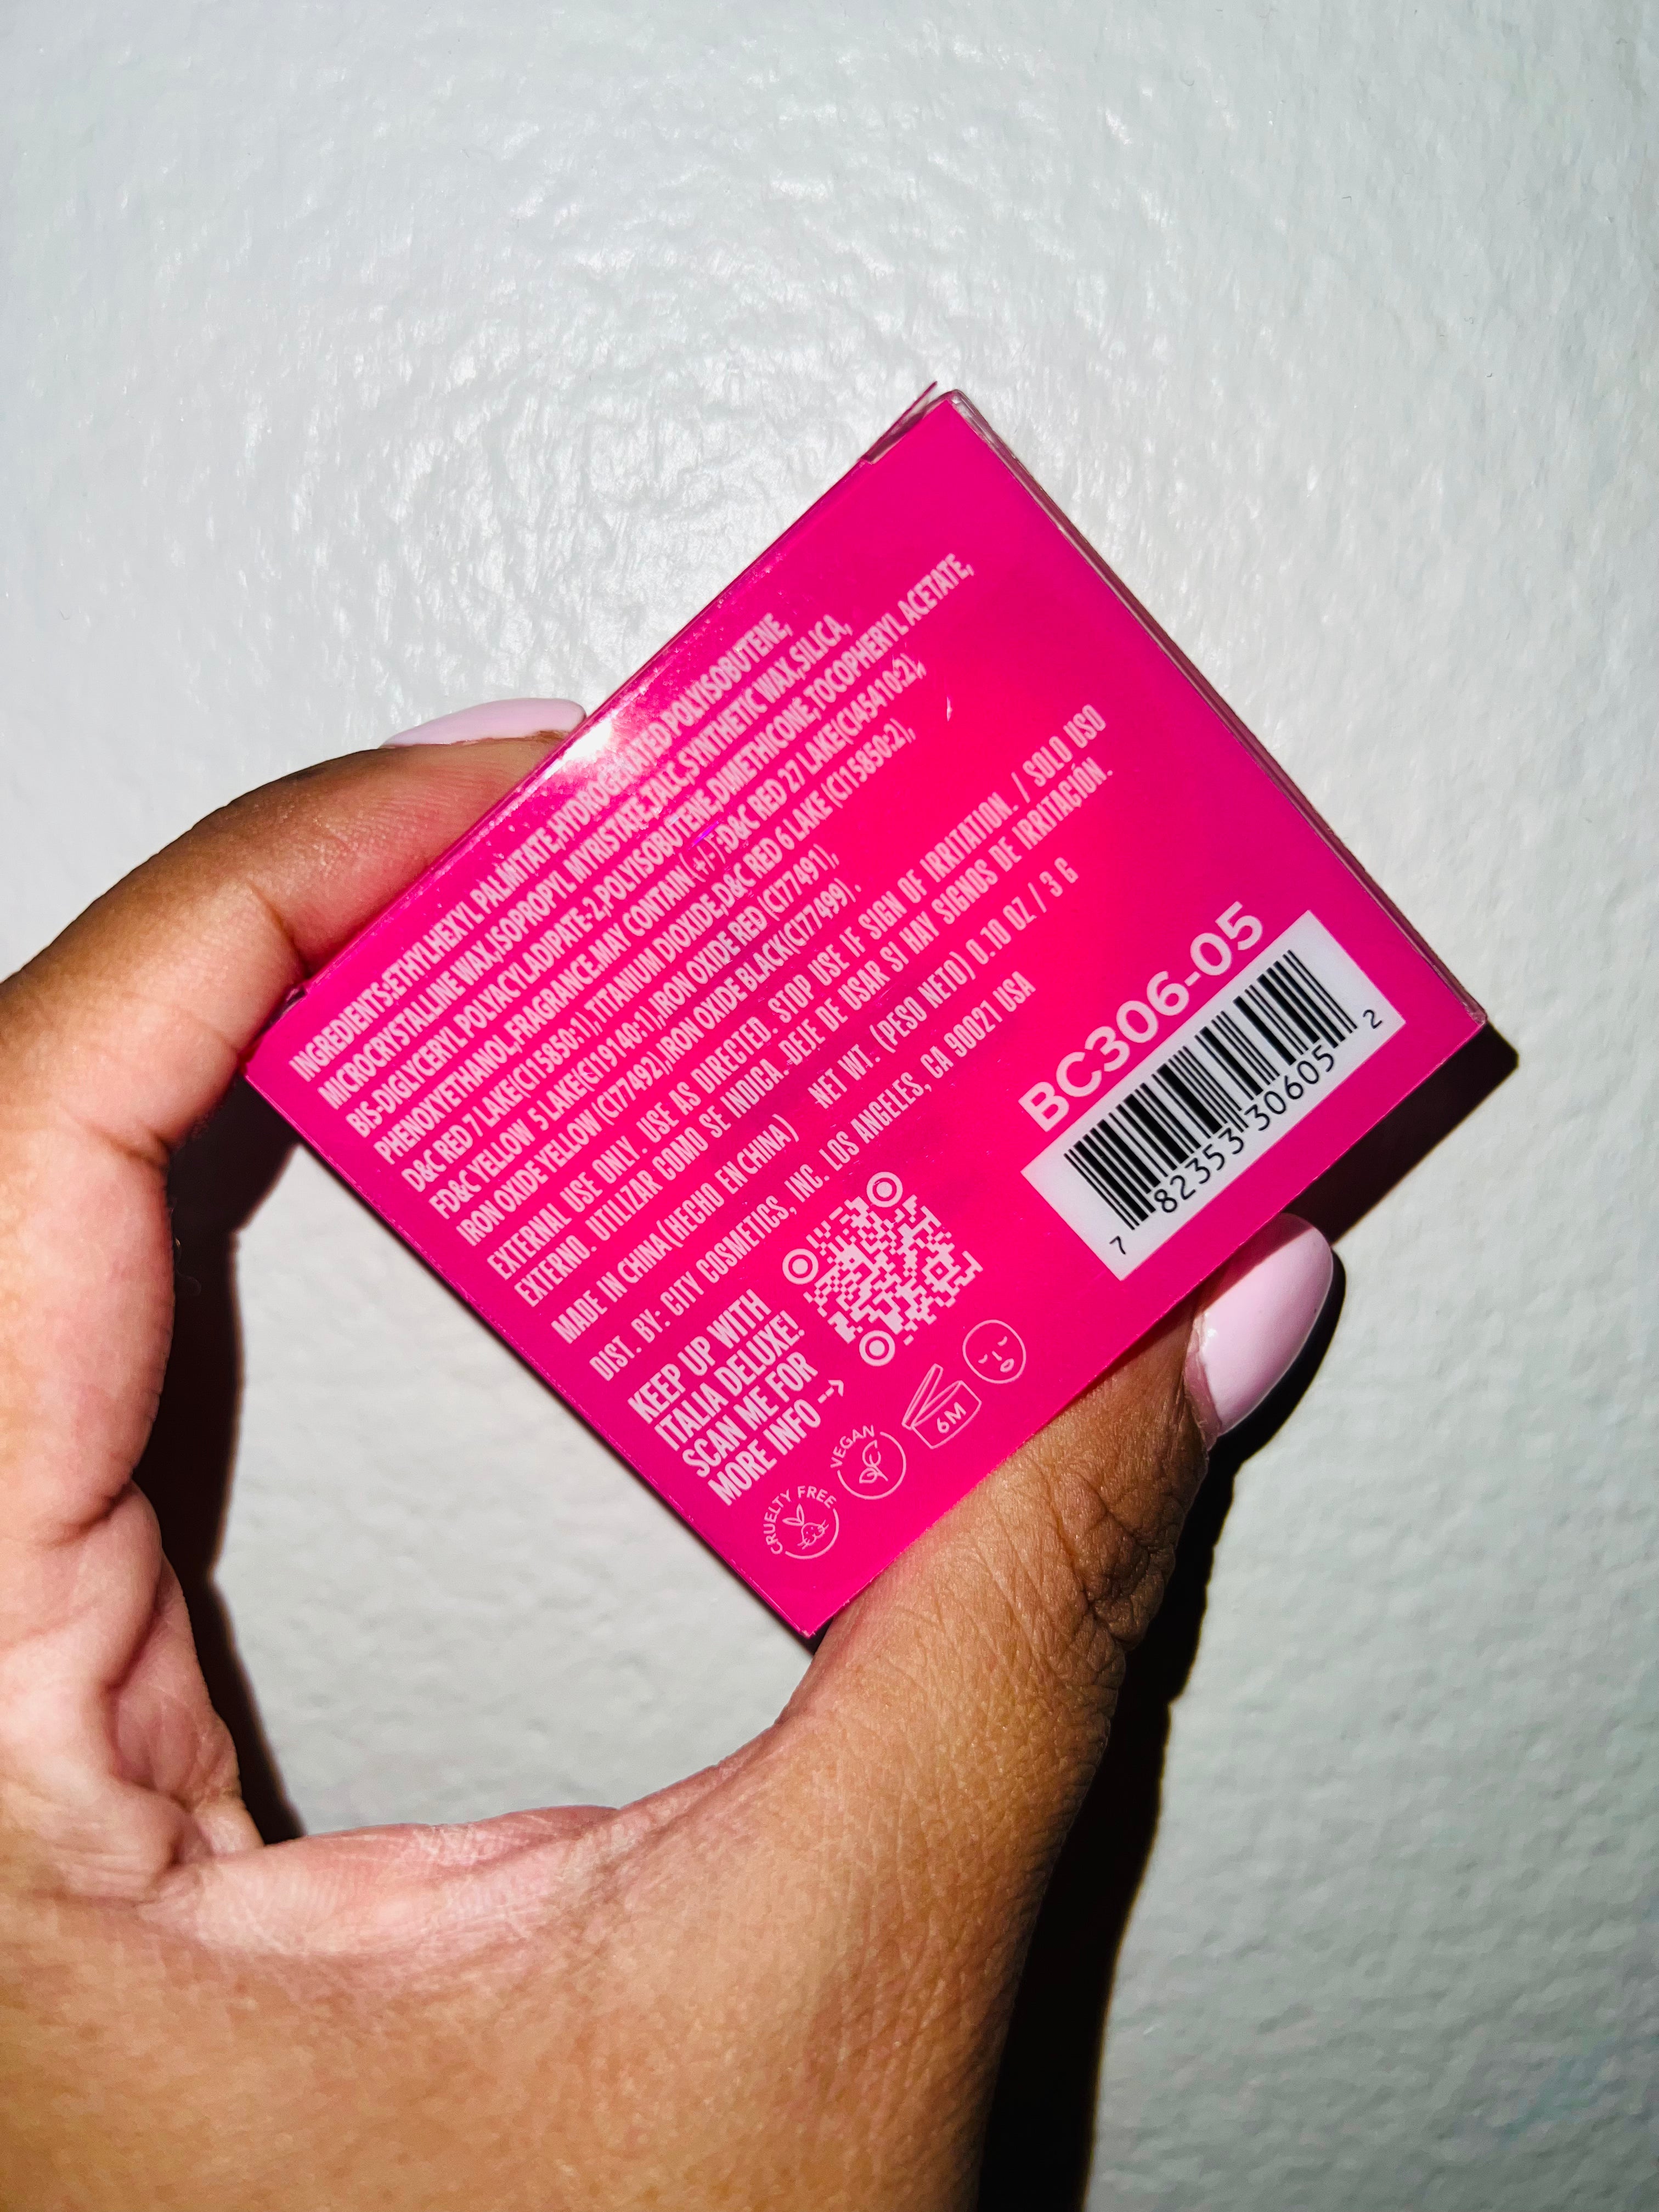 INGREDIENTS:ETHYLHEXYL PALMITATE,HYDROGENATED POLYISOBUTENE,
MICROCRYSTALLINE WAX,ISOPROPYL MYRISTATE,TALC,SYNTHETIC WAX,SILICA,
BIS-DIGLYCERYL POLYACYLADIPATE-2,POLYISOBUTENE,DIMETHICONE,TOCOPHERYL ACETATE,
PHENOXYETHANOL,FRAGRANCE.MAY CONTAIN(+/-):D&C RED 27 LAKE(CI45410:2),
D&C RED 7 LAKE(CI15850:1),TITANIUM DIOXIDE,D&C RED 6 LAKE (CI15850:2),
FD&C YELLOW 5 LAKE(CI19140:1),IRON OXIDE RED (CI77491),
IRON OXIDE YELLOW (CI77492),IRON OXIDE BLACK(CI77499).
EXTERNAL USE ONLY. USE AS DIRECTED. STOP USE IF SIGN OF IRRITATION. / SOLO USO
EXTERNO. UTILIZAR COMO SE INDICA. DEJE DE USAR SI HAY SIGNOS DE IRRITACIÓN.
MADE IN CHINA (HECHO EN CHINA) NET WT. (PESO NETO) 0.10 OZ / 3 G
DIST. BY: CITY COSMETICS, INC. LOS ANGELES, CA 90021 USA
KEEP UP WITH
ITALIA DELUXE!
SCAN ME FOR
MORE INFO -->
CRUELTY FREE
VEGAN
6M
BC306-05
7 82353 30605 2